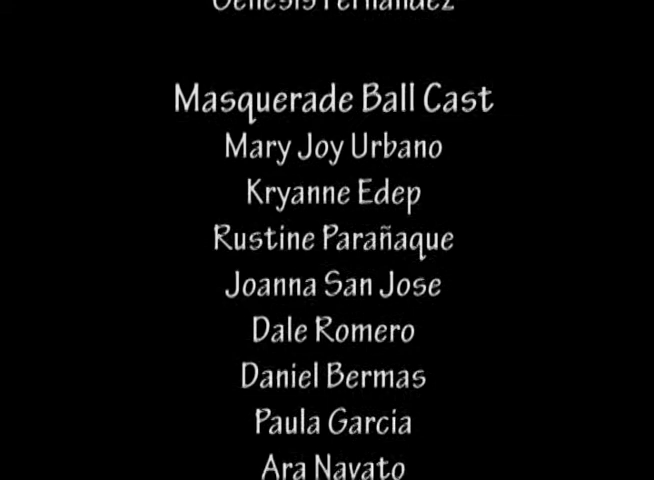 Genesis Fernandez
Masquerade Ball Cast
Mary Joy Urbano
Kryanne Edep
Rustine Parañaque
Joanna San Jose
Dale Romero
Daniel Bermas
Paula Garcia
Ara Navato